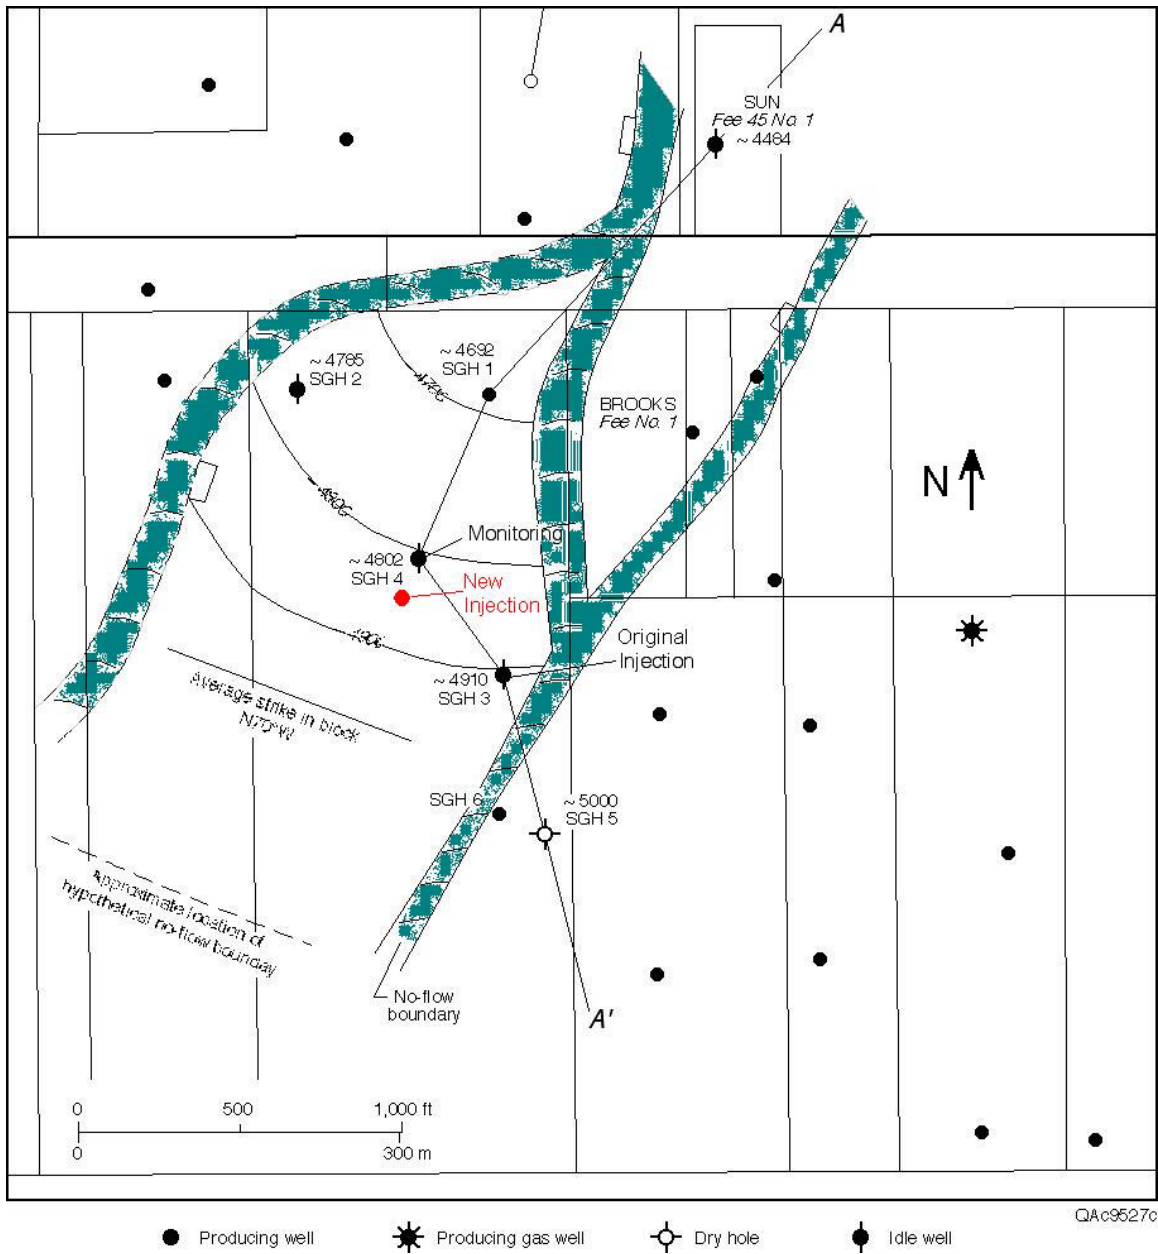 A
SUN
Fee 45 No. 1
~ 4484
~ 4785
SGH 2
~ 4692
SGH 1
BROOKS
Fee No. 1
N
Monitoring
~ 4802
SGH 4
New
Injection
Original
Injection
~ 4910
SGH 3
Average strike in block
SGH 6
~ 5000
SGH 5
Approximate location of
hypothetical no-flow boundary
No-flow
boundary
A'
0 500 1,000 ft
0 300 m
QAc9527c
Producing well Producing gas well Dry hole Idle well